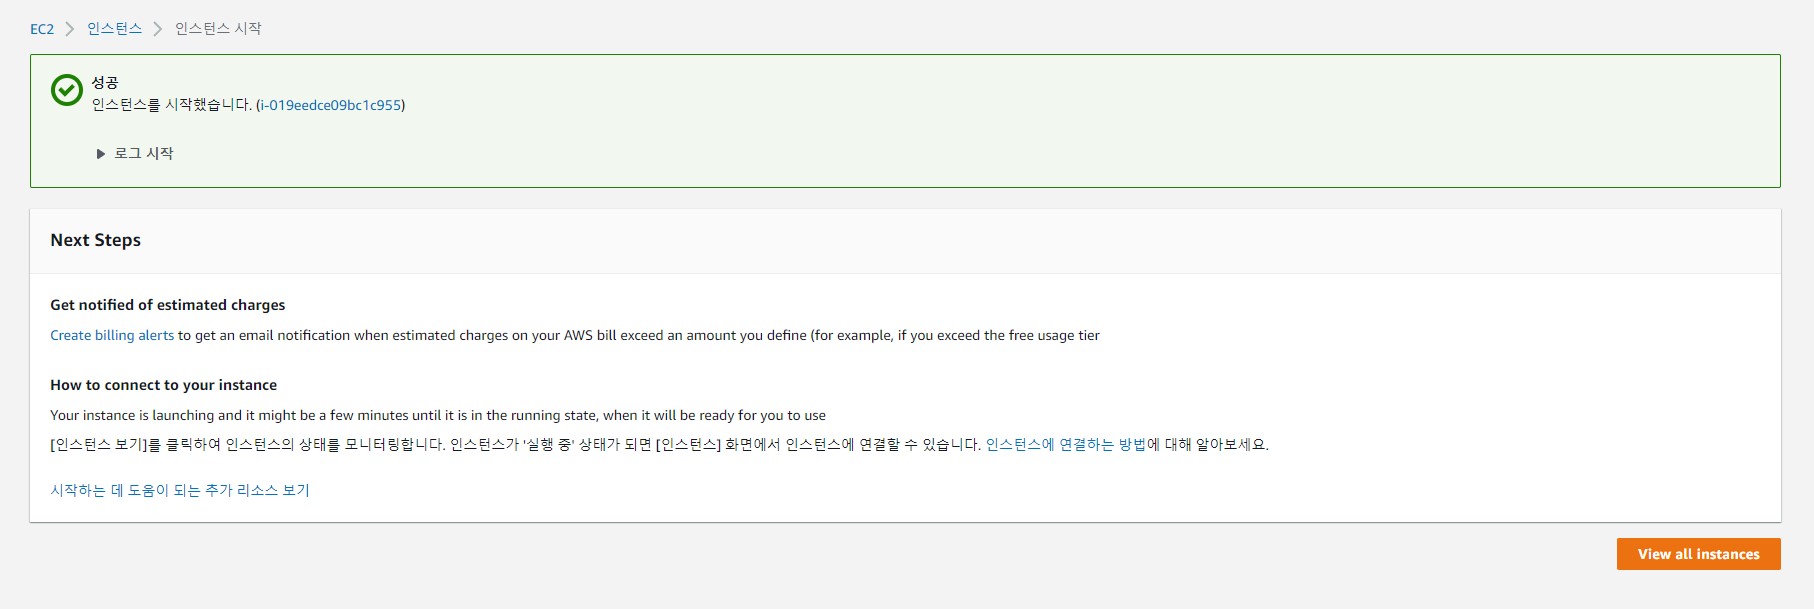 EC2 인스턴스 인스턴스 시작
성공
인스턴스를 시작했습니다. (i-019eedce09bc1c955)
로그 시작
Next Steps
Get notified of estimated charges
Create billing alerts to get an email notification when estimated charges on your AWS bill exceed an amount you define (for example, if you exceed the free usage tier
How to connect to your instance
Your instance is launching and it might be a few minutes until it is in the running state, when it will be ready for you to use
[인스턴스 보기]를 클릭하여 인스턴스의 상태를 모니터링합니다. 인스턴스가 '실행 중' 상태가 되면 [인스턴스] 화면에서 인스턴스에 연결할 수 있습니다. 인스턴스에 연결하는 방법에 대해 알아보세요.
시작하는 데 도움이 되는 추가 리소스 보기
View all instances